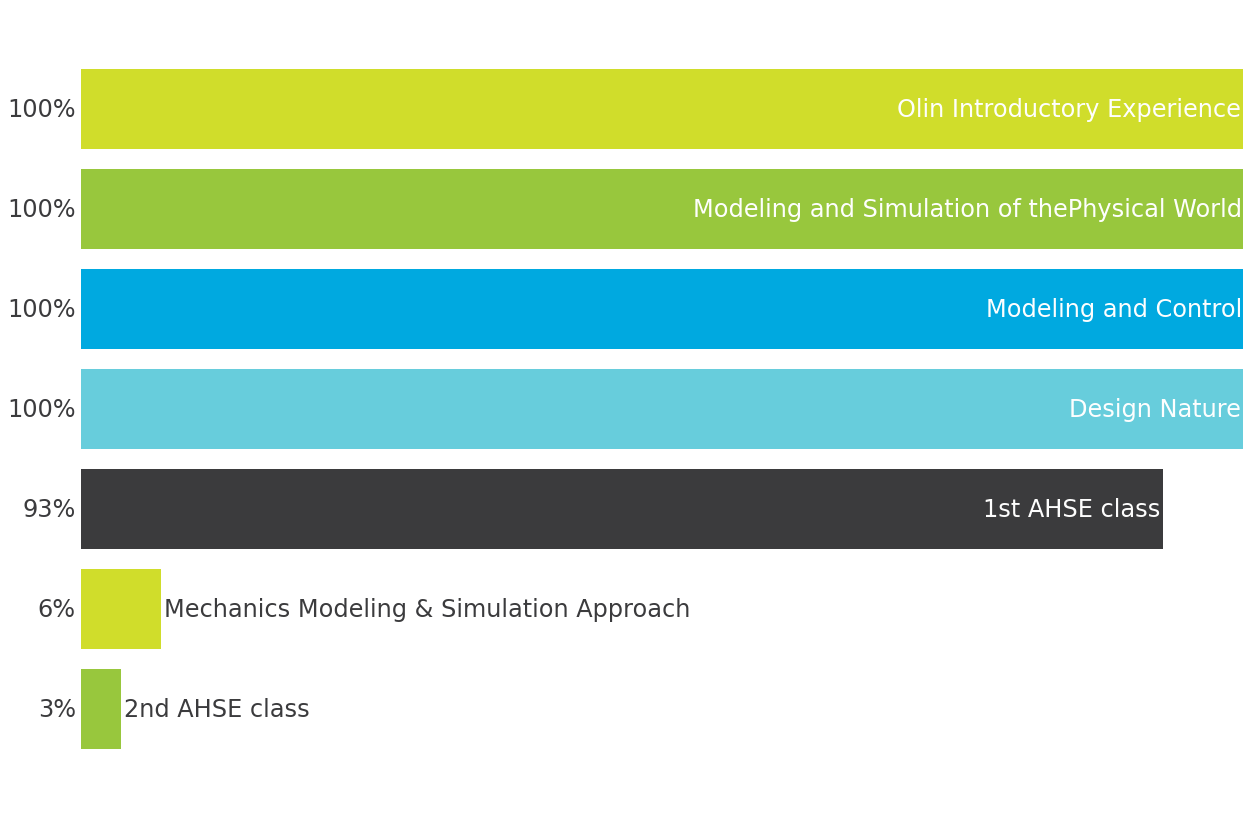 100% Olin Introductory Experience
100% Modeling and Simulation of thePhysical World
100% Modeling and Control
100% Design Nature
93% 1st AHSE class
6% Mechanics Modeling & Simulation Approach
3% 2nd AHSE class